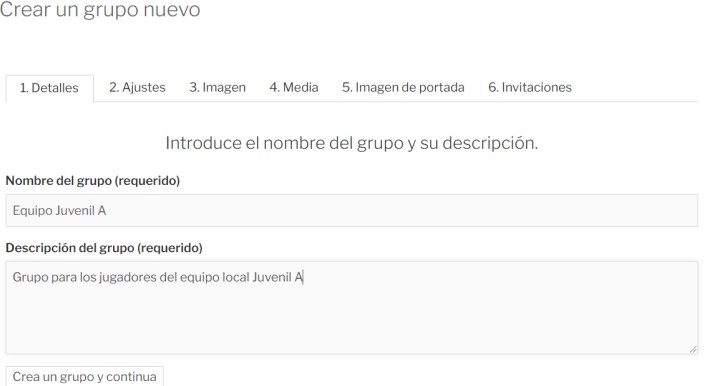 Crear un grupo nuevo
1. Detalles 2. Ajustes 3. Imagen 4. Media 5. Imagen de portada 6. Invitaciones
Introduce el nombre del grupo y su descripción.
Nombre del grupo (requerido)
Equipo Juvenil A
Descripción del grupo (requerido)
Grupo para los jugadores del equipo local Juvenil A
Crea un grupo y continua